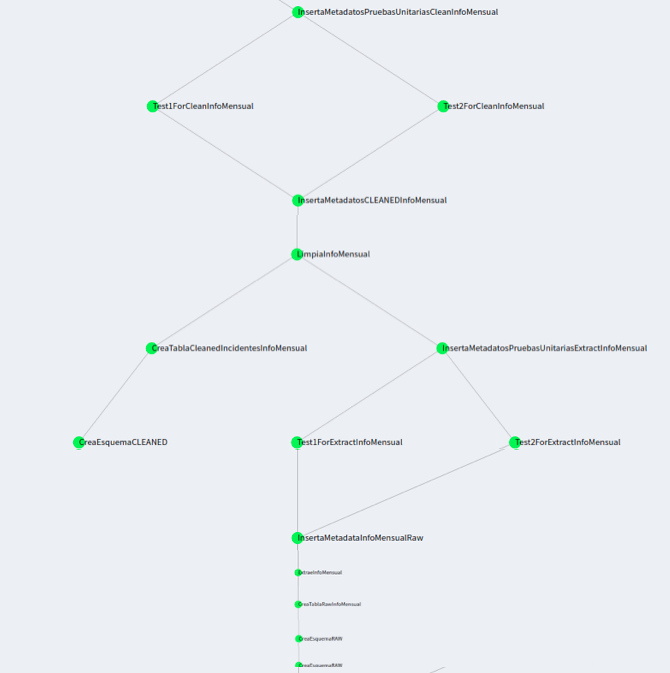 InsertaMetadatosPruebasUnitariasCleanInfoMensual
Test1ForCleanInfoMensual
Test2ForCleanInfoMensual
InsertaMetadatosCLEANEDInfoMensual
LimpiaInfoMensual
CreaTablaCleanedIncidentesInfoMensual
InsertaMetadatosPruebasUnitariasExtractInfoMensual
CreaEsquemaCLEANED
Test1ForExtractInfoMensual
Test2ForExtractInfoMensual
InsertaMetadataInfoMensualRaw
ExtraeInfoMensual
CreaTablaRawInfoMensual
CreaEsquemaRAW
CreaEsquemaRAW